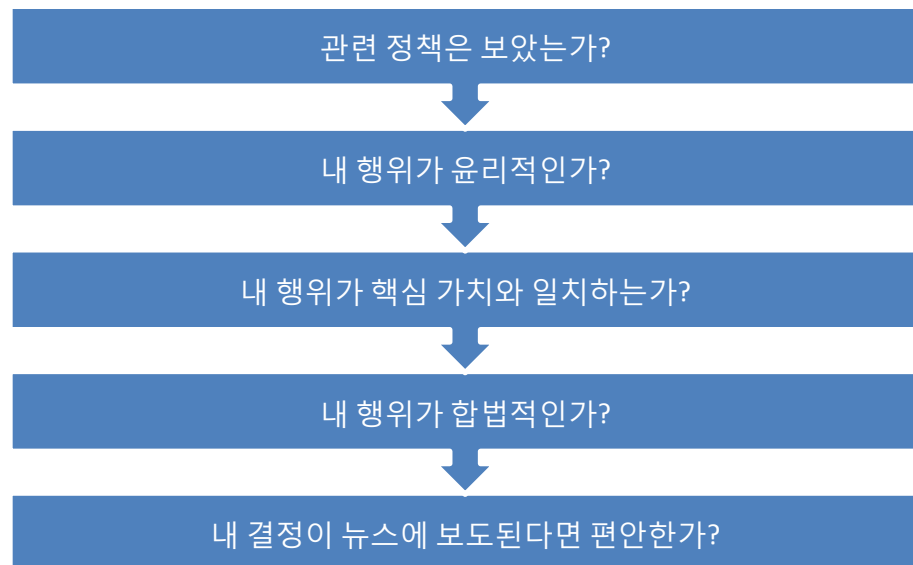 관련 정책은 보았는가?
내 행위가 윤리적인가?
내 행위가 핵심 가치와 일치하는가?
내 행위가 합법적인가?
내 결정이 뉴스에 보도된다면 편안한가?